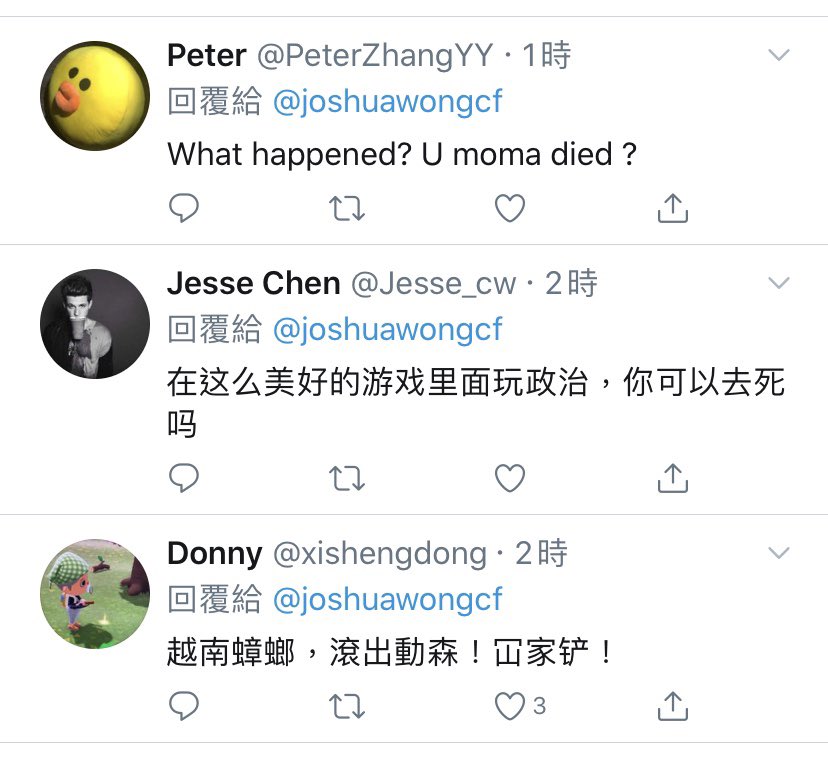 Peter @PeterZhangYY · 1時
回覆給 @joshuawongcf
What happened? U moma died ?
Jesse Chen @Jesse_cw · 2時
回覆給 @joshuawongcf
在这么美好的游戏里面玩政治，你可以去死
吗
Donny @xishengdong · 2時
回覆給 @joshuawongcf
越南蟑螂，滾出動森！冚家铲！
3